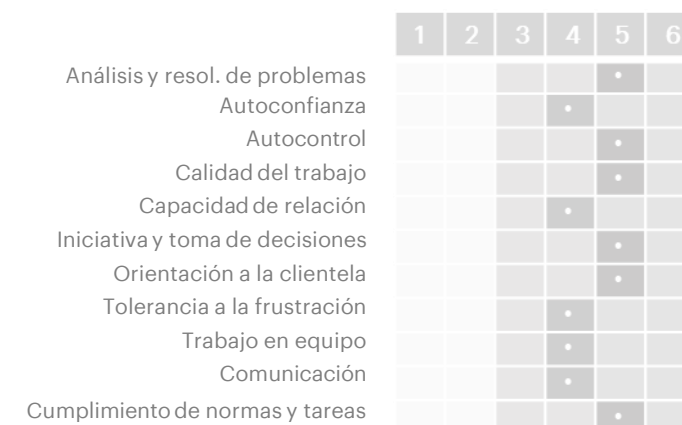 1 2 3 4 5 6
Análisis y resol. de problemas
Autoconfianza
Autocontrol
Calidad del trabajo
Capacidad de relación
Iniciativa y toma de decisiones
Orientación a la clientela
Tolerancia a la frustración
Trabajo en equipo
Comunicación
Cumplimiento de normas y tareas